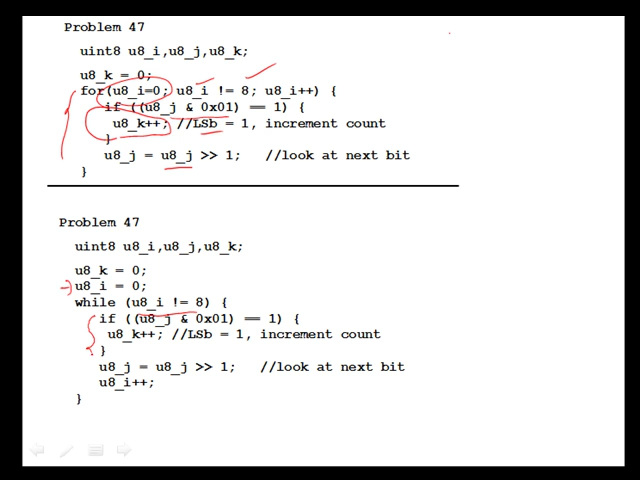 Problem 47
uint8 u8_i,u8_j,u8_k;
u8_k = 0;
for(u8_i=0; u8_i != 8; u8_i++) {
if ((u8_j & 0x01) == 1) {
u8_k++; //LSb = 1, increment count
}
u8_j = u8_j >> 1; //look at next bit
}
Problem 47
uint8 u8_i,u8_j,u8_k;
u8_k = 0;
u8_i = 0;
while (u8_i != 8) {
if ((u8_j & 0x01) == 1) {
u8_k++; //LSb = 1, increment count
}
u8_j = u8_j >> 1; //look at next bit
u8_i++;
}